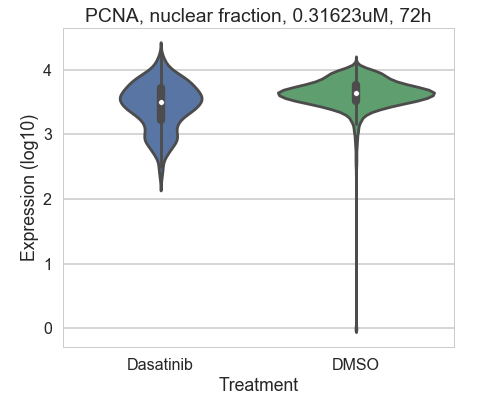 PCNA, nuclear fraction, 0.31623uM, 72h
Expression (log10)
4
3
2
1
0
Dasatinib
DMSO
Treatment